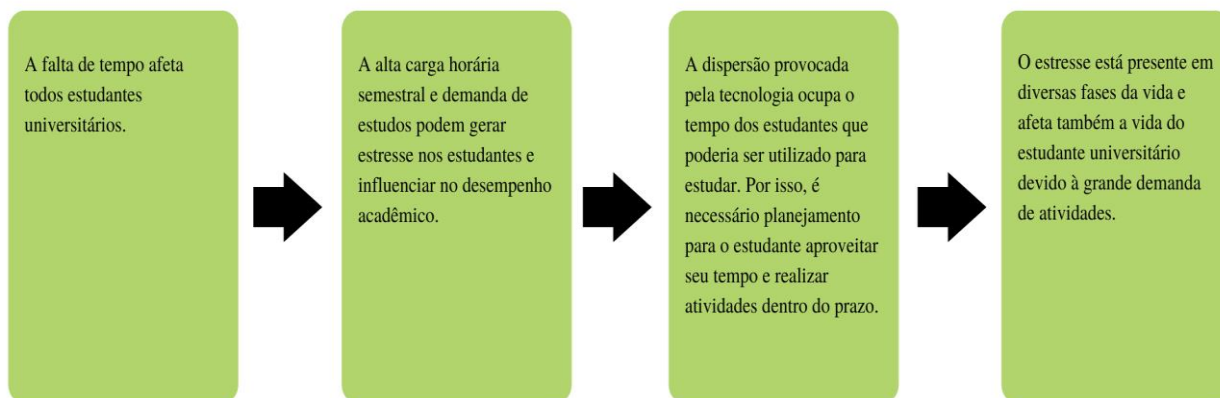 A falta de tempo afeta
todos estudantes
universitários.
A alta carga horária
semestral e demanda de
estudos podem gerar
estresse nos estudantes e
influenciar no desempenho
acadêmico.
A dispersão provocada
pela tecnologia ocupa o
tempo dos estudantes que
poderia ser utilizado para
estudar. Por isso, é
necessário planejamento
para o estudante aproveitar
seu tempo e realizar
atividades dentro do prazo.
O estresse está presente em
diversas fases da vida e
afeta também a vida do
estudante universitário
devido à grande demanda
de atividades.